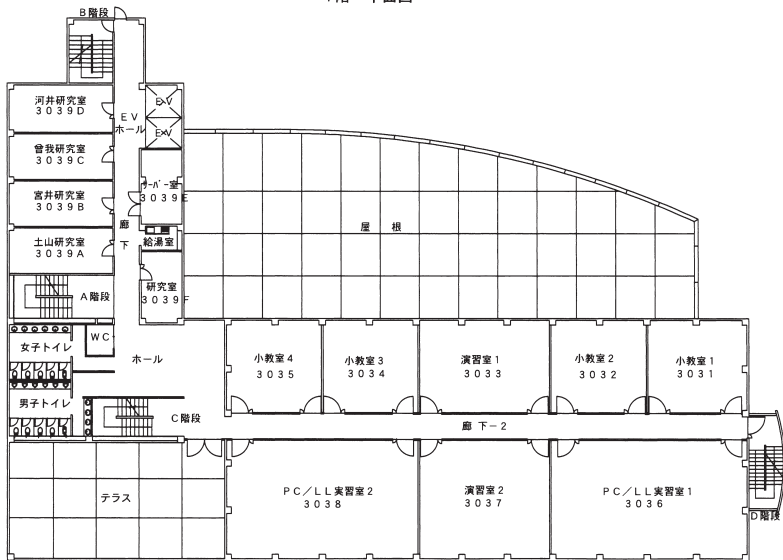 B階段
河井研究室
3039D
EV
ホール
EV
EV
曾我研究室
3039C
サーバー室
3039E
宮井研究室
3039B
廊
下
屋 根
給湯室
土山研究室
3039A
研究室
3039F
A階段
WC
女子トイレ
ホール
小教室4
3035
小教室3
3034
演習室1
3033
小教室2
3032
小教室1
3031
男子トイレ
C階段
廊 下-2
テラス
PC/LL実習室2
3038
演習室2
3037
PC/LL実習室1
3036
D階段